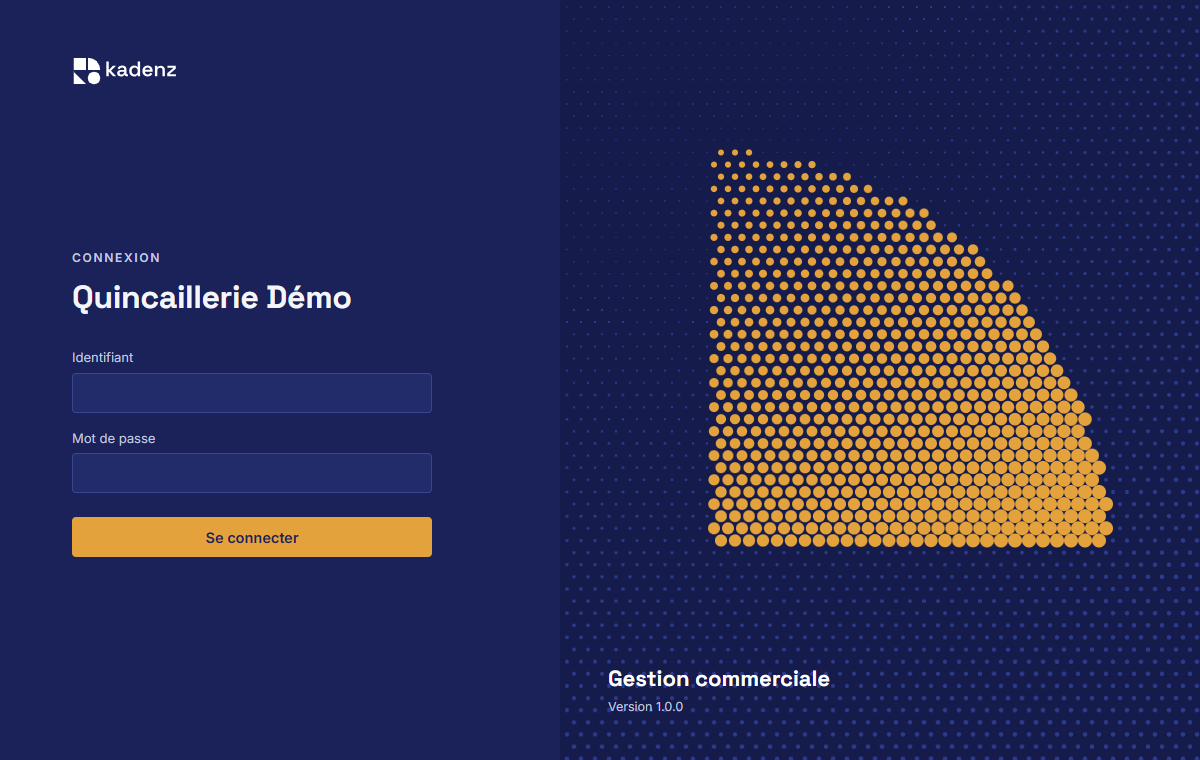 kadenz
CONNEXION
Quincaillerie Démo
Identifiant
Mot de passe
Se connecter
Gestion commerciale
Version 1.0.0